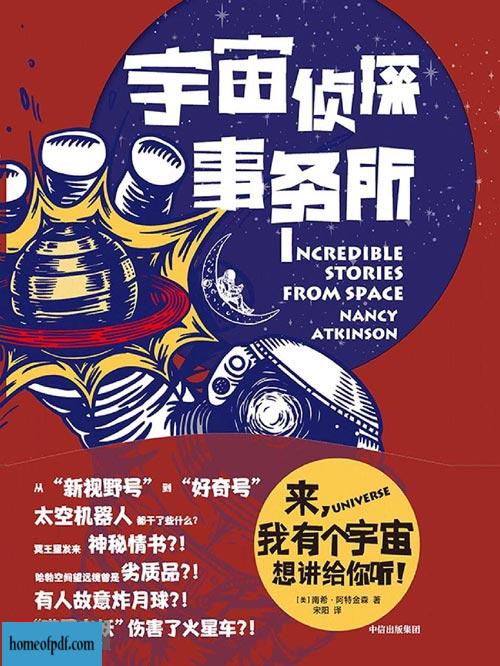 宇宙侦探
事务所
INCREDIBLE
STORIES
FROM SPACE
NANCY
ATKINSON
从“新视野号”到“好奇号”
太空机器人都干了些什么？
冥王星发来神秘情书？！
哈勃空间望远镜曾是劣质品？！
有人故意炸月球？！
伤害了火星车？！
来，UNIVERSE
我有个宇宙
想讲给你听！
［美］南希·阿特金森 著
宋阳 译
中信出版集团
homeofpdf.com